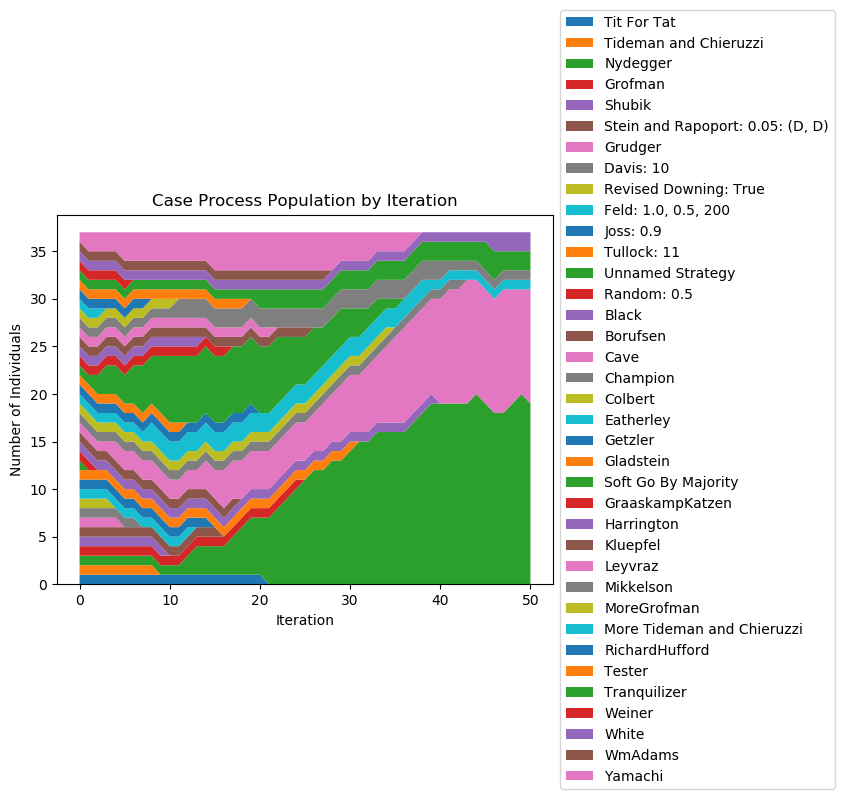 Case Process Population by Iteration
Number of Individuals
35
30
25
20
15
10
5
0
0 10 20 30 40 50
Iteration
Tit For Tat
Tideman and Chieruzzi
Nydegger
Grofman
Shubik
Stein and Rapoport: 0.05: (D, D)
Grudger
Davis: 10
Revised Downing: True
Feld: 1.0, 0.5, 200
Joss: 0.9
Tullock: 11
Unnamed Strategy
Random: 0.5
Black
Borufsen
Cave
Champion
Colbert
Eatherley
Getzler
Gladstein
Soft Go By Majority
GraaskampKatzen
Harrington
Kluepfel
Leyvraz
Mikkelson
MoreGrofman
More Tideman and Chieruzzi
RichardHufford
Tester
Tranquilizer
Weiner
White
WmAdams
Yamachi